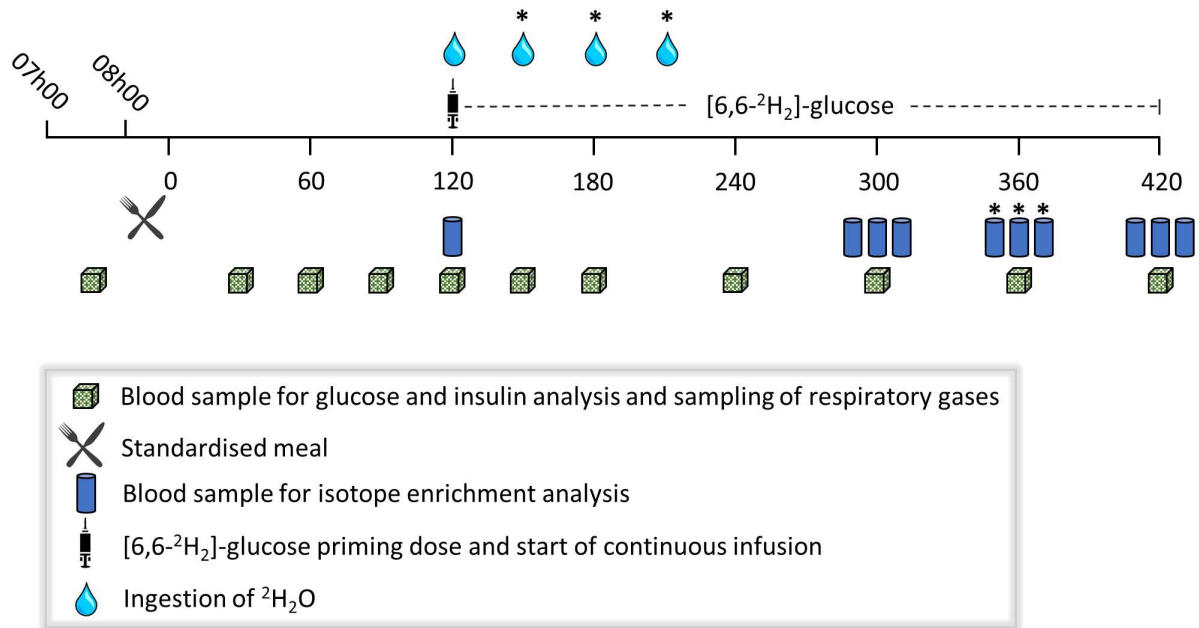 * * *
07h00
08h00
[6,6-²H₂]-glucose
0 60 120 180 240 300 360 420
* * *
Blood sample for glucose and insulin analysis and sampling of respiratory gases
Standardised meal
Blood sample for isotope enrichment analysis
[6,6-²H₂]-glucose priming dose and start of continuous infusion
Ingestion of ²H₂O